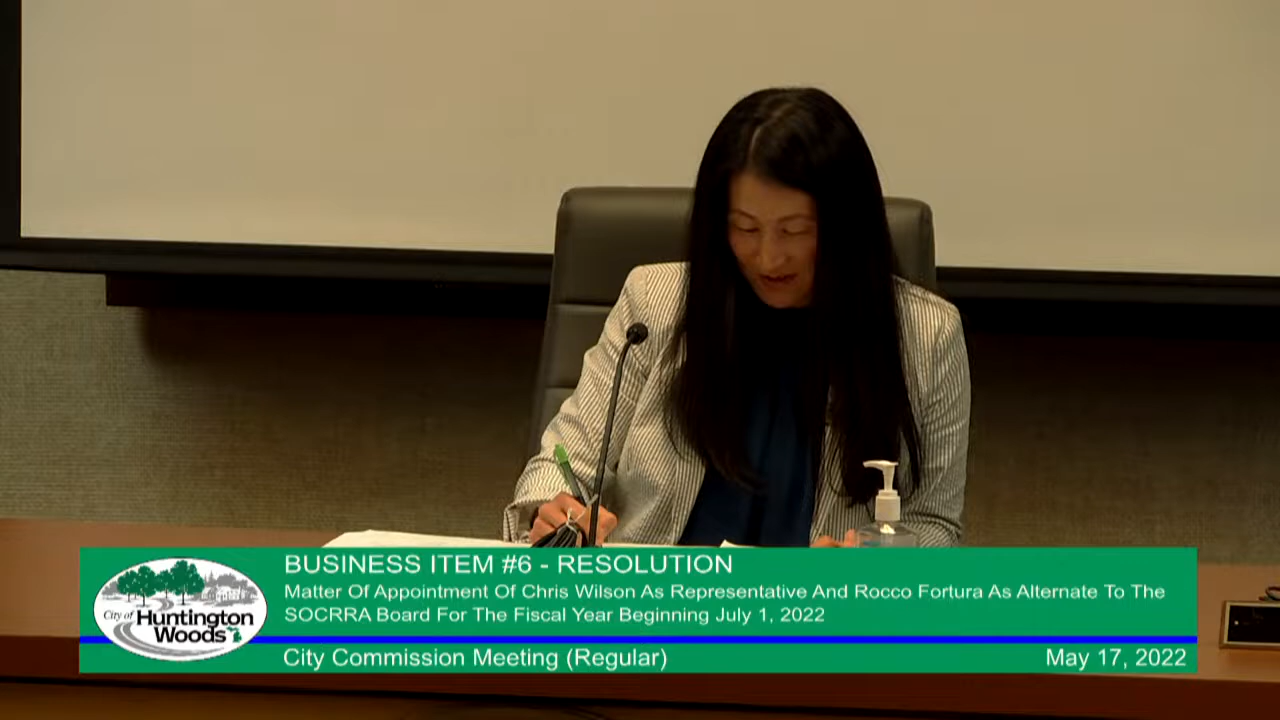 BUSINESS ITEM #6 - RESOLUTION
Matter Of Appointment Of Chris Wilson As Representative And Rocco Fortura As Alternate To The
SOCRRA Board For The Fiscal Year Beginning July 1, 2022
City of
Huntington
Woods
City Commission Meeting (Regular)
May 17, 2022